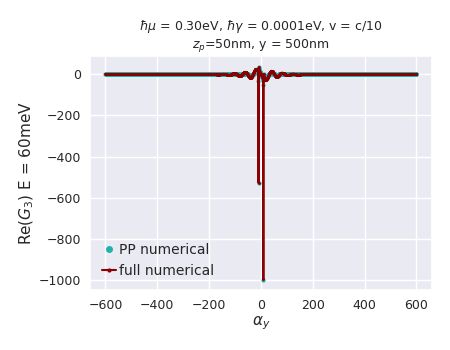 ℏμ = 0.30eV, ℏγ = 0.0001eV, v = c/10
z_p=50nm, y = 500nm
Re(G₃) E = 60meV
0
−200
−400
−600
−800
−1000
PP numerical
full numerical
−600 −400 −200 0 200 400 600
α_y